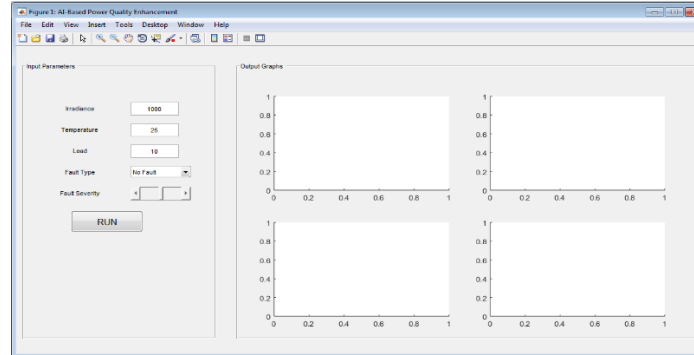 Figure 1: AI-Based Power Quality Enhancement
File Edit View Insert Tools Desktop Window Help
Input Parameters
Irradiance 1000
Temperature 25
Load 10
Fault Type No Fault
Fault Severity
RUN
Output Graphs
1
0.8
0.6
0.4
0.2
0
0 0.2 0.4 0.6 0.8 1
1
0.8
0.6
0.4
0.2
0
0 0.2 0.4 0.6 0.8 1
1
0.8
0.6
0.4
0.2
0
0 0.2 0.4 0.6 0.8 1
1
0.8
0.6
0.4
0.2
0
0 0.2 0.4 0.6 0.8 1